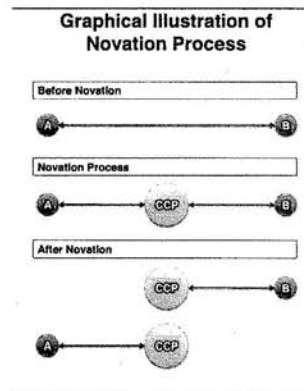 Graphical Illustration of
Novation Process
Before Novation
A B
Novation Process
A CCP B
After Novation
CCP B
A CCP